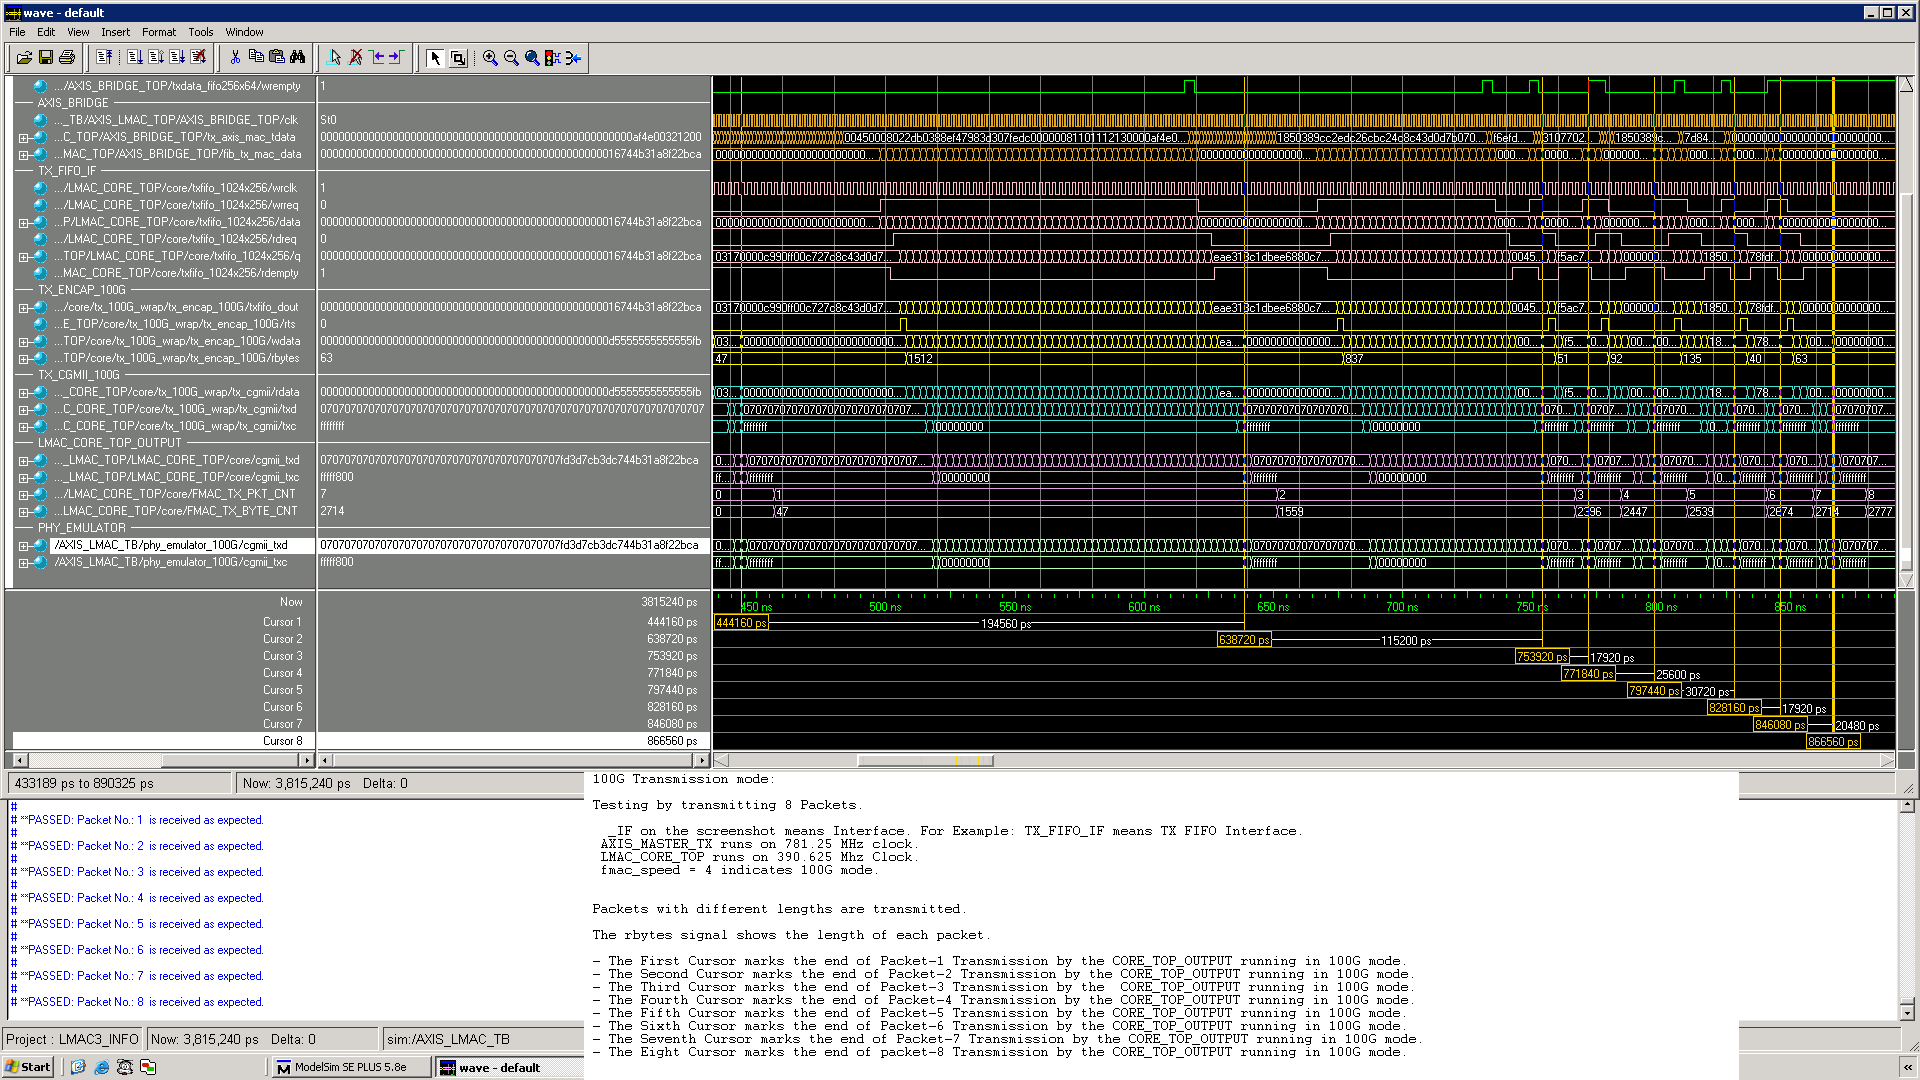 wave - default
File Edit View Insert Format Tools Window
.../AXIS_BRIDGE_TOP/txdata_fifo256x64/wrempty 1
AXIS_BRIDGE
..._TB/AXIS_LMAC_TOP/AXIS_BRIDGE_TOP/clk St0
...C_TOP/AXIS_BRIDGE_TOP/tx_axis_mac_tdata
...MAC_TOP/AXIS_BRIDGE_TOP/fib_tx_mac_data
TX_FIFO_IF
.../LMAC_CORE_TOP/core/txfifo_1024x256/wrclk 1
.../LMAC_CORE_TOP/core/txfifo_1024x256/wrreq 0
...P/LMAC_CORE_TOP/core/txfifo_1024x256/data
.../LMAC_CORE_TOP/core/txfifo_1024x256/rdreq 0
...TOP/LMAC_CORE_TOP/core/txfifo_1024x256/q
...MAC_CORE_TOP/core/txfifo_1024x256/rdempty 1
TX_ENCAP_100G
.../core/tx_100G_wrap/tx_encap_100G/txfifo_dout
...E_TOP/core/tx_100G_wrap/tx_encap_100G/rts 0
...TOP/core/tx_100G_wrap/tx_encap_100G/wdata
...TOP/core/tx_100G_wrap/tx_encap_100G/rbytes 63 47 1512 837 51 92 135 40 63
TX_CGMII_100G
..._CORE_TOP/core/tx_100G_wrap/tx_cgmii/rdata
...C_CORE_TOP/core/tx_100G_wrap/tx_cgmii/txd
...C_CORE_TOP/core/tx_100G_wrap/tx_cgmii/txc ffffffff
LMAC_CORE_TOP_OUTPUT
..._LMAC_TOP/LMAC_CORE_TOP/core/cgmii_txd
..._LMAC_TOP/LMAC_CORE_TOP/core/cgmii_txc fffff800
.../LMAC_CORE_TOP/core/FMAC_TX_PKT_CNT 7 0 1 2 3 4 5 6 7 8
...LMAC_CORE_TOP/core/FMAC_TX_BYTE_CNT 2714 0 47 1559 2396 2447 2539 2674 2714 2777
PHY_EMULATOR
/AXIS_LMAC_TB/phy_emulator_100G/cgmii_txd
/AXIS_LMAC_TB/phy_emulator_100G/cgmii_txc fffff800
Now 3815240 ps 450 ns 500 ns 550 ns 600 ns 650 ns 700 ns 750 ns 800 ns 850 ns
Cursor 1 444160 ps 444160 ps 194560 ps
Cursor 2 638720 ps 638720 ps 115200 ps
Cursor 3 753920 ps 753920 ps 17920 ps
Cursor 4 771840 ps 771840 ps 25600 ps
Cursor 5 797440 ps 797440 ps 30720 ps
Cursor 6 828160 ps 828160 ps 17920 ps
Cursor 7 846080 ps 846080 ps 20480 ps
Cursor 8 866560 ps 866560 ps
433189 ps to 890325 ps Now: 3,815,240 ps Delta: 0
#
# **PASSED: Packet No.: 1 is received as expected.
#
# **PASSED: Packet No.: 2 is received as expected.
#
# **PASSED: Packet No.: 3 is received as expected.
#
# **PASSED: Packet No.: 4 is received as expected.
#
# **PASSED: Packet No.: 5 is received as expected.
#
# **PASSED: Packet No.: 6 is received as expected.
#
# **PASSED: Packet No.: 7 is received as expected.
#
# **PASSED: Packet No.: 8 is received as expected.
100G Transmission mode:
Testing by transmitting 8 Packets.
_IF on the screenshot means Interface. For Example: TX_FIFO_IF means TX FIFO Interface.
AXIS_MASTER_TX runs on 781.25 MHz clock.
LMAC_CORE_TOP runs on 390.625 Mhz Clock.
fmac_speed = 4 indicates 100G mode.
Packets with different lengths are transmitted.
The rbytes signal shows the length of each packet.
- The First Cursor marks the end of Packet-1 Transmission by the CORE_TOP_OUTPUT running in 100G mode.
- The Second Cursor marks the end of Packet-2 Transmission by the CORE_TOP_OUTPUT running in 100G mode.
- The Third Cursor marks the end of Packet-3 Transmission by the CORE_TOP_OUTPUT running in 100G mode.
- The Fourth Cursor marks the end of Packet-4 Transmission by the CORE_TOP_OUTPUT running in 100G mode.
- The Fifth Cursor marks the end of Packet-5 Transmission by the CORE_TOP_OUTPUT running in 100G mode.
- The Sixth Cursor marks the end of Packet-6 Transmission by the CORE_TOP_OUTPUT running in 100G mode.
- The Seventh Cursor marks the end of Packet-7 Transmission by the CORE_TOP_OUTPUT running in 100G mode.
- The Eight Cursor marks the end of packet-8 Transmission by the CORE_TOP_OUTPUT running in 100G mode.
Project : LMAC3_INFO Now: 3,815,240 ps Delta: 0 sim:/AXIS_LMAC_TB
Start ModelSim SE PLUS 5.8e wave - default